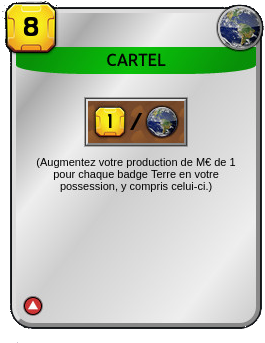 8
CARTEL
1 /
(Augmentez votre production de M€ de 1
pour chaque badge Terre en votre
possession, y compris celui-ci.)